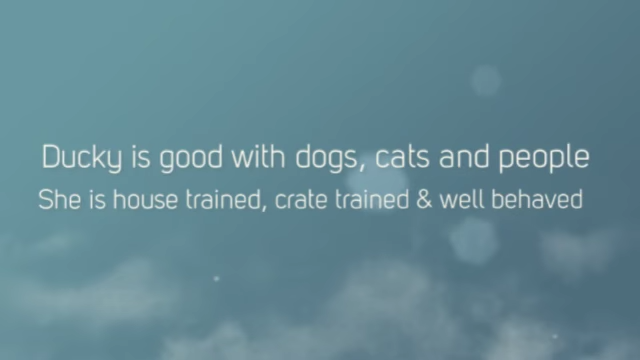 Ducky is good with dogs, cats and people
She is house trained, crate trained & well behaved